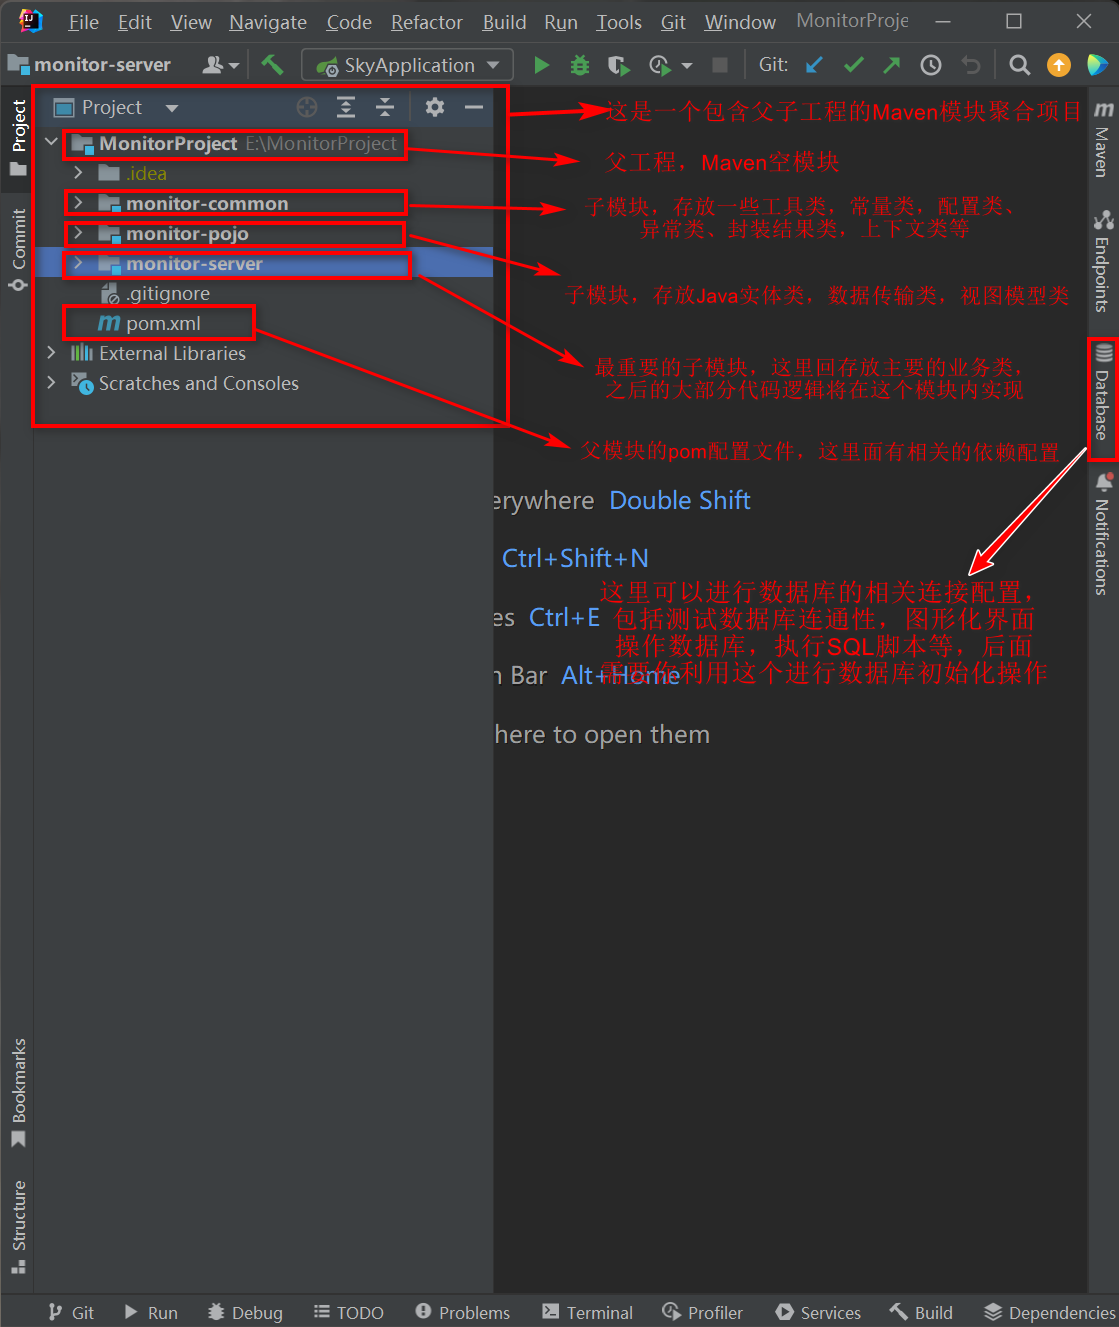 File Edit View Navigate Code Refactor Build Run Tools Git Window MonitorProje
monitor-server SkyApplication Git:
Project
Project
Commit
Bookmarks
Structure
MonitorProject E:\MonitorProject
.idea
monitor-common
monitor-pojo
monitor-server
.gitignore
pom.xml
External Libraries
Scratches and Consoles
这是一个包含父子工程的Maven模块聚合项目
父工程，Maven空模块
子模块，存放一些工具类，常量类，配置类、
异常类、封装结果类，上下文类等
子模块，存放Java实体类，数据传输类，视图模型类
最重要的子模块，这里回存放主要的业务类，
之后的大部分代码逻辑将在这个模块内实现
父模块的pom配置文件，这里面有相关的依赖配置
erywhere Double Shift
Ctrl+Shift+N
es Ctrl+E
n Bar Alt+Home
here to open them
这里可以进行数据库的相关连接配置，
包括测试数据库连通性，图形化界面
操作数据库，执行SQL脚本等，后面
需要你利用这个进行数据库初始化操作
Maven
Endpoints
Database
Notifications
Git Run Debug TODO Problems Terminal Profiler Services Build Dependencies